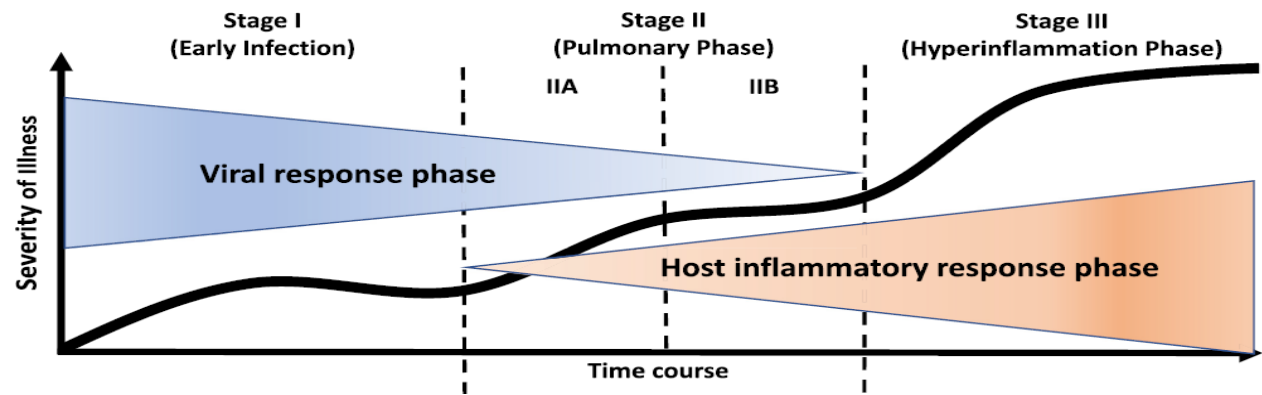 Stage I
(Early Infection)
Stage II
(Pulmonary Phase)
Stage III
(Hyperinflammation Phase)
IIA
IIB
Severity of Illness
Viral response phase
Host inflammatory response phase
Time course